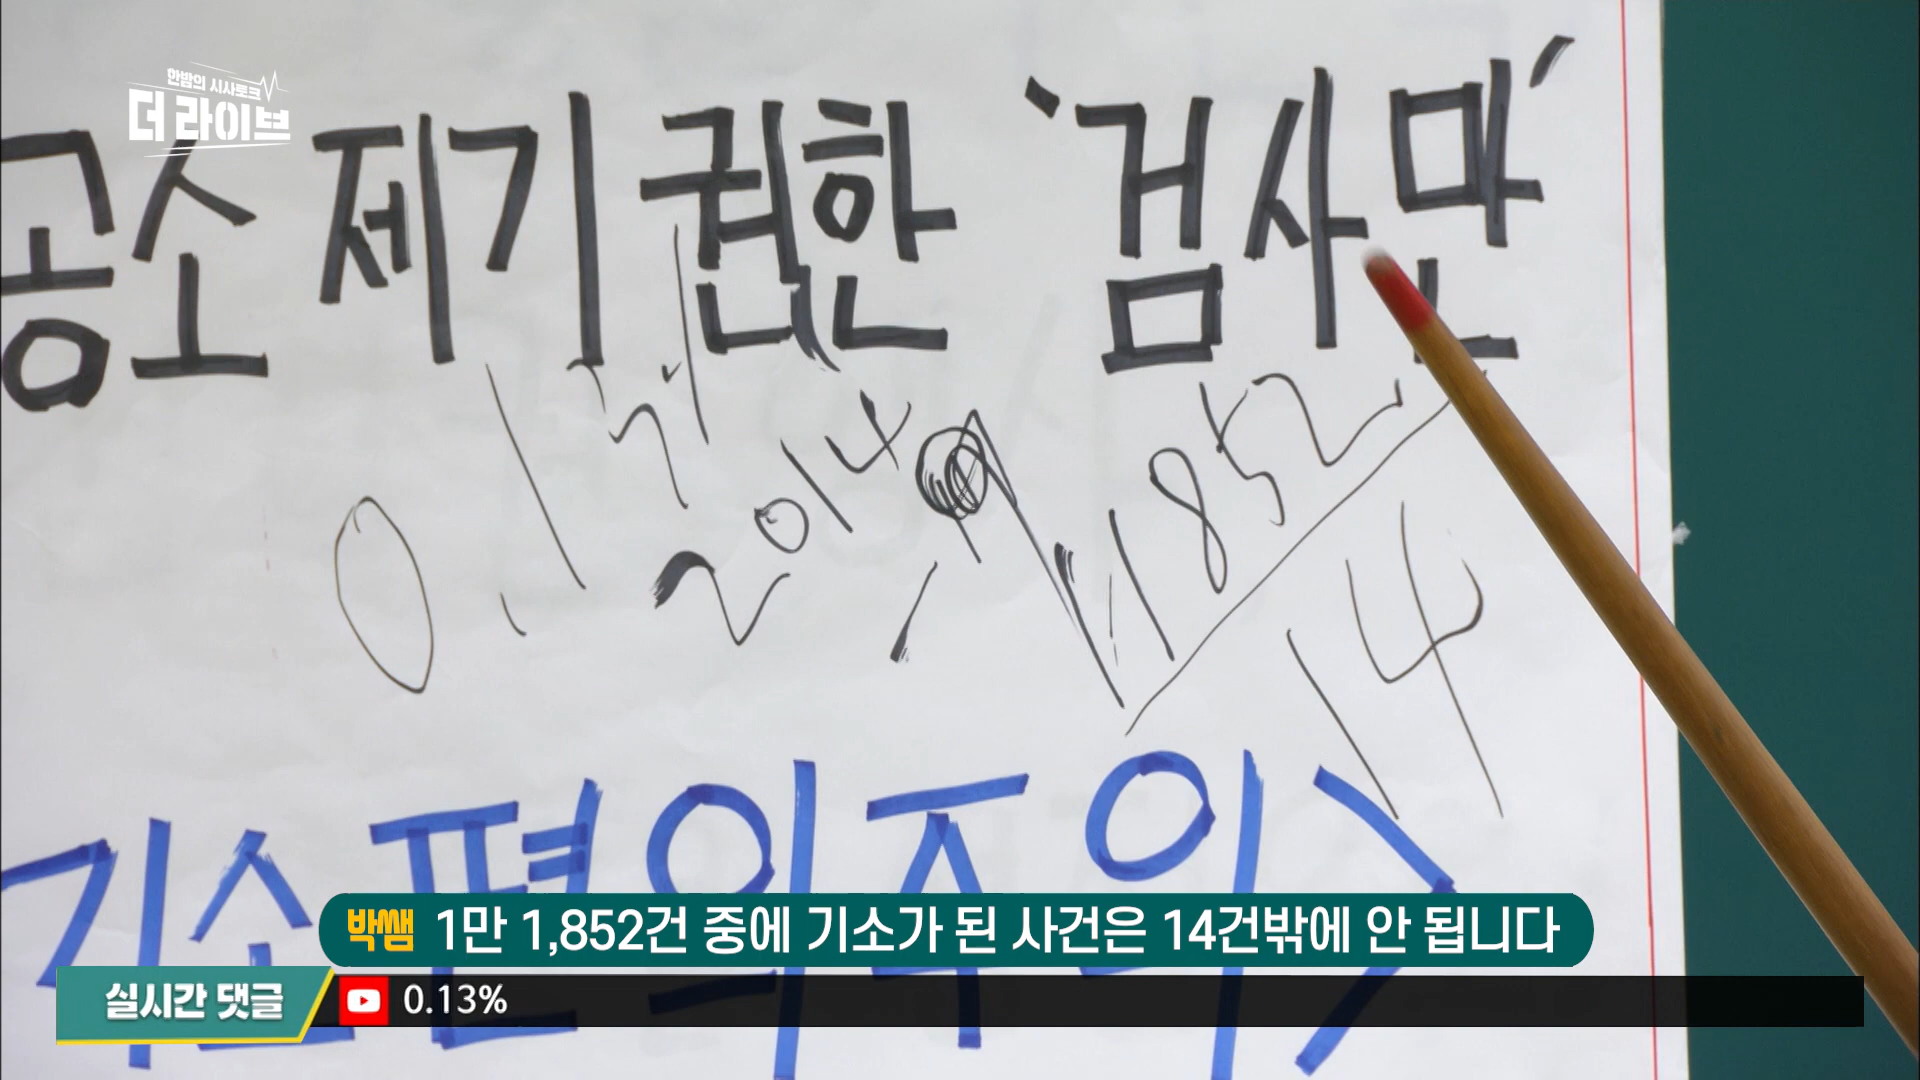 한밤의 시사토크
더 라이브
공소 제기 권한 '검사만'
0.13%
2014
11852
14
기소편의주의>
박쌤 1만 1,852건 중에 기소가 된 사건은 14건밖에 안 됩니다
실시간 댓글 0.13%